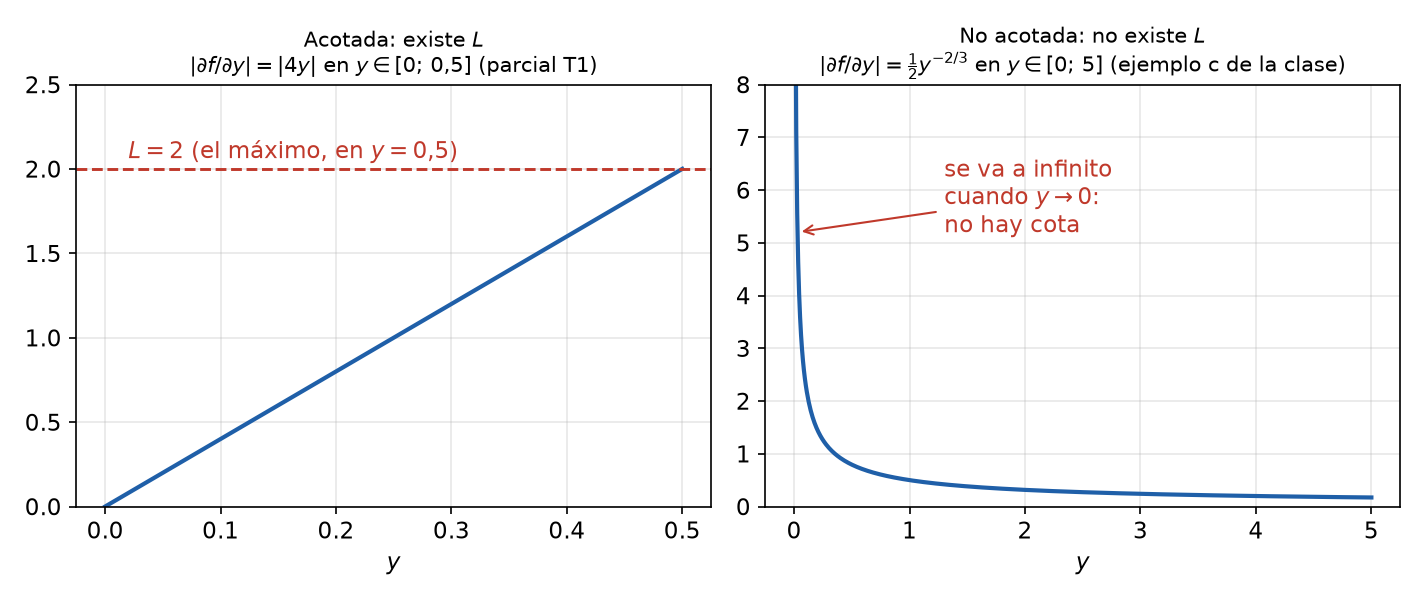 Acotada: existe L
|∂f/∂y| = |4y| en y ∈ [0; 0,5] (parcial T1)
2.5
2.0
1.5
1.0
0.5
0.0
L = 2 (el máximo, en y = 0,5)
0.0 0.1 0.2 0.3 0.4 0.5
y
No acotada: no existe L
|∂f/∂y| = ½y^{−2/3} en y ∈ [0; 5] (ejemplo c de la clase)
8
7
6
5
4
3
2
1
0
se va a infinito
cuando y → 0:
no hay cota
0 1 2 3 4 5
y